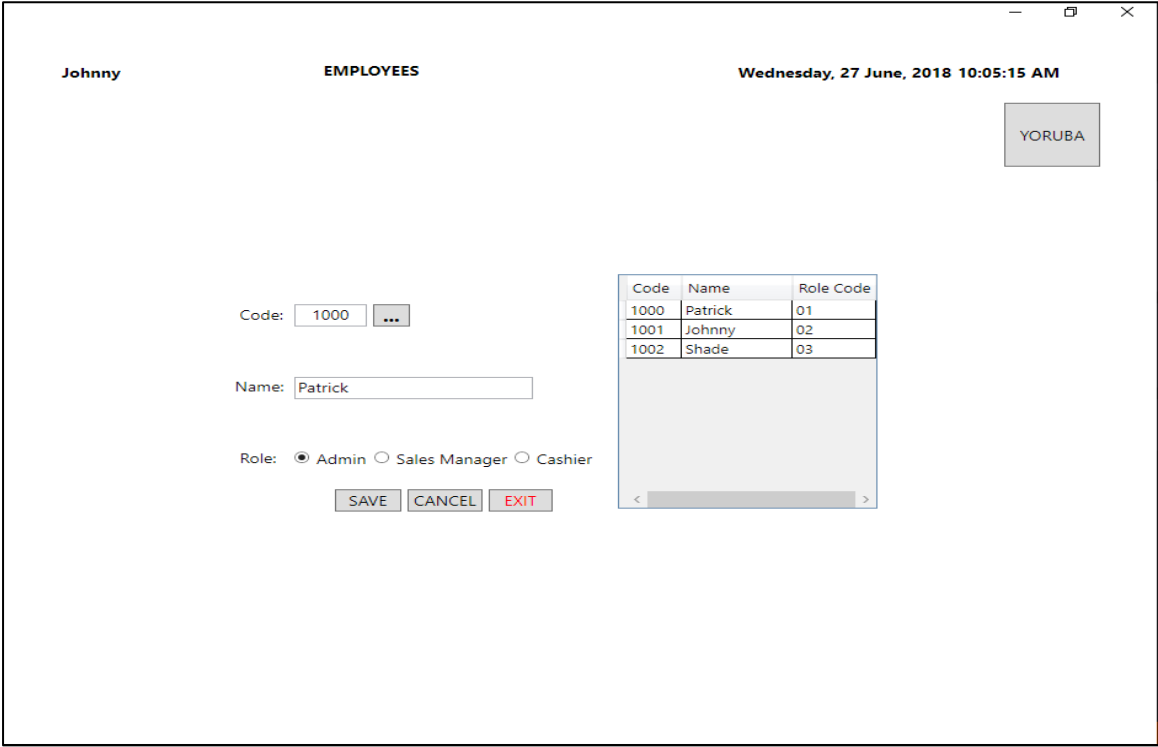 Johnny EMPLOYEES Wednesday, 27 June, 2018 10:05:15 AM
YORUBA
Code: 1000 ...
Name: Patrick
Role: Admin Sales Manager Cashier
SAVE CANCEL EXIT
Code Name Role Code
1000 Patrick 01
1001 Johnny 02
1002 Shade 03